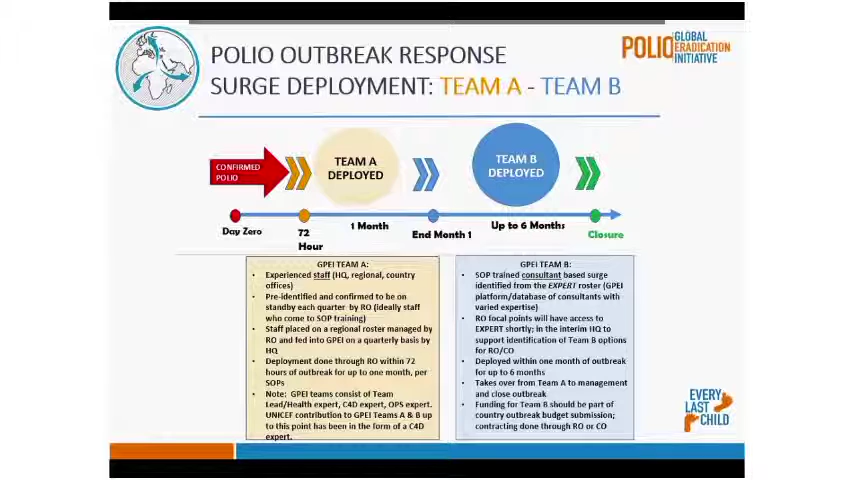 POLIO OUTBREAK RESPONSE
SURGE DEPLOYMENT: TEAM A - TEAM B
POLIO GLOBAL
ERADICATION
INITIATIVE
CONFIRMED
POLIO
TEAM A
DEPLOYED
TEAM B
DEPLOYED
Day Zero
72
Hour
1 Month
End Month 1
Up to 6 Months
Closure
GPEI TEAM A:
• Experienced staff (HQ, regional, country
offices)
• Pre-identified and confirmed to be on
standby each quarter by RO (ideally staff
who come to SOP training)
• Staff placed on a regional roster managed by
RO and fed into GPEI on a quarterly basis by
HQ
• Deployment done through RO within 72
hours of outbreak for up to one month, per
SOPs
• Note: GPEI teams consist of Team
Lead/Health expert, C4D expert, OPS expert.
UNICEF contribution to GPEI Teams A & B up
to this point has been in the form of a C4D
expert.
GPEI TEAM B:
• SOP trained consultant based surge
identified from the EXPERT roster (GPEI
platform/database of consultants with
varied expertise)
• RO focal points will have access to
EXPERT shortly; in the interim HQ to
support identification of Team B options
for RO/CO
• Deployed within one month of outbreak
for up to 6 months
• Takes over from Team A to management
and close outbreak
• Funding for Team B should be part of
country outbreak budget submission;
contracting done through RO or CO
EVERY
LAST
CHILD